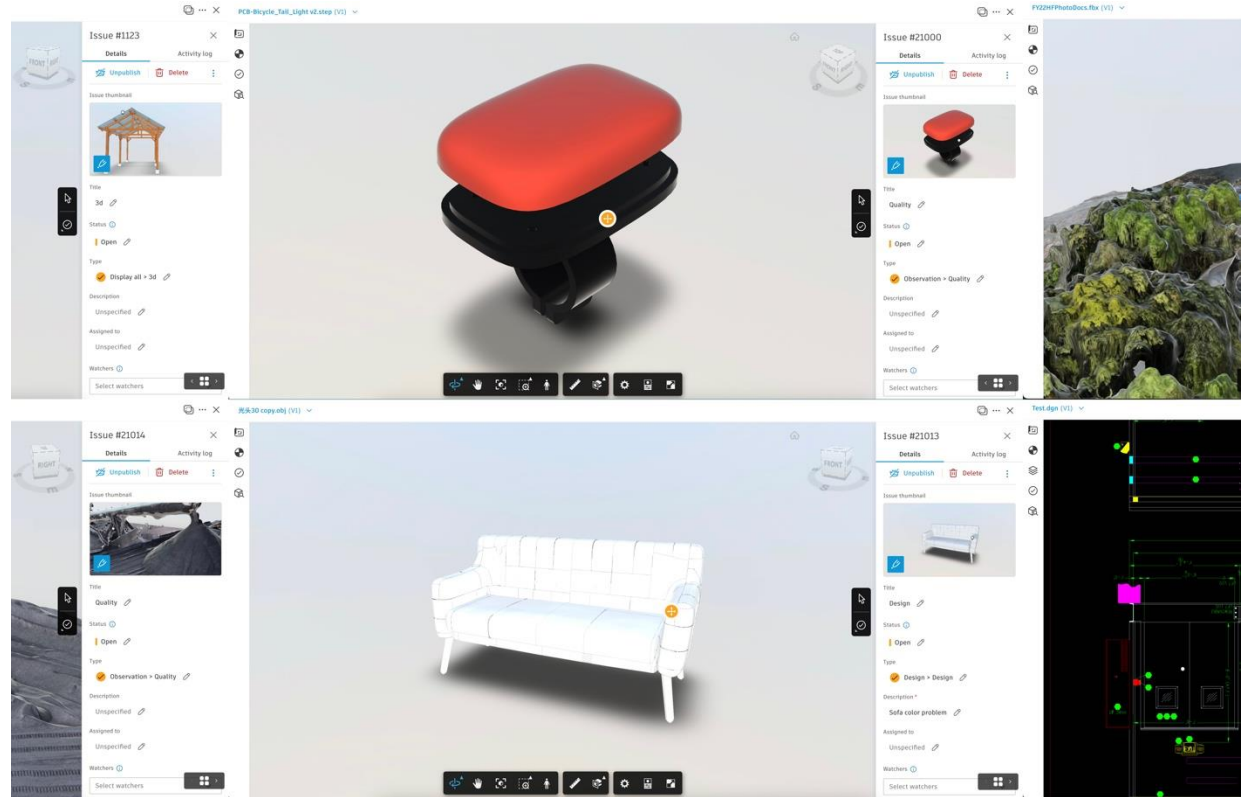 PCB-Bicycle_Tail_Light v2.step (V1)
FY22HFPhotoDocs.fbx (V1)
Issue #1123
Details
Activity log
Unpublish
Delete
Issue thumbnail
Title
3d
Status
Open
Type
Display all > 3d
Description
Unspecified
Assigned to
Unspecified
Watchers
Select watchers
FRONT
Issue #21000
Details
Activity log
Unpublish
Delete
Issue thumbnail
Title
Quality
Status
Open
Type
Observation > Quality
Description
Unspecified
Assigned to
Unspecified
Watchers
Select watchers
光头3D copy.obj (V1)
Test.dgn (V1)
RIGHT
Issue #21014
Details
Activity log
Unpublish
Delete
Issue thumbnail
Title
Quality
Status
Open
Type
Observation > Quality
Description
Unspecified
Assigned to
Unspecified
Watchers
Select watchers
FRONT
Issue #21013
Details
Activity log
Unpublish
Delete
Issue thumbnail
Title
Design
Status
Open
Type
Design > Design
Description *
Sofa color problem
Assigned to
Unspecified
Watchers
Select watchers